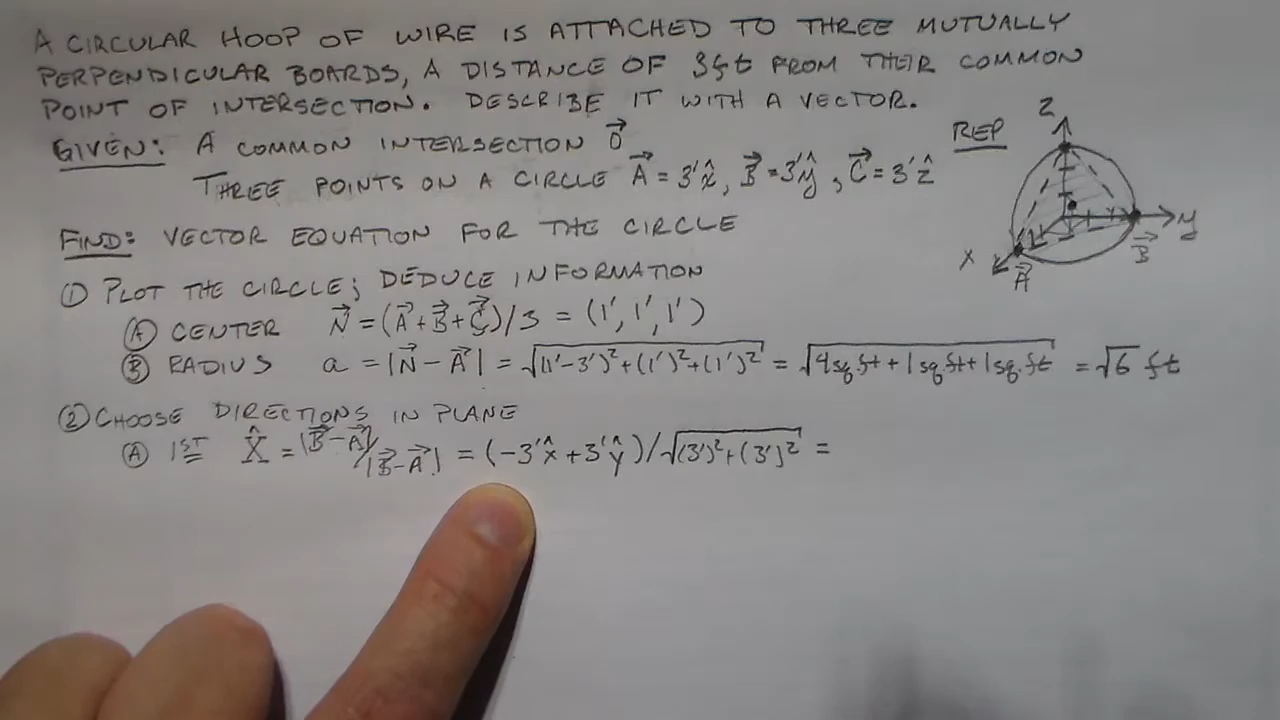 A CIRCULAR HOOP OF WIRE IS ATTACHED TO THREE MUTUALLY
PERPENDICULAR BOARDS, A DISTANCE OF 3ft FROM THEIR COMMON
POINT OF INTERSECTION. DESCRIBE IT WITH A VECTOR.
GIVEN: A COMMON INTERSECTION O⃗
THREE POINTS ON A CIRCLE A⃗ = 3'x̂, B⃗ = 3'ŷ, C⃗ = 3'ẑ
REP
Z
y
X
A⃗
B⃗
FIND: VECTOR EQUATION FOR THE CIRCLE
① PLOT THE CIRCLE; DEDUCE INFORMATION
Ⓐ CENTER N⃗ = (A⃗+B⃗+C⃗)/3 = (1', 1', 1')
Ⓑ RADIUS a = |N⃗ − A⃗| = √((1'−3')²+(1')²+(1')²) = √(4sq.ft + 1sq.ft + 1sq.ft) = √6 ft
② CHOOSE DIRECTIONS IN PLANE
Ⓐ 1ST X̂ = |B⃗−A⃗|/|B⃗−A⃗| = (−3'x̂ + 3'ŷ)/√((3')²+(3')²) =